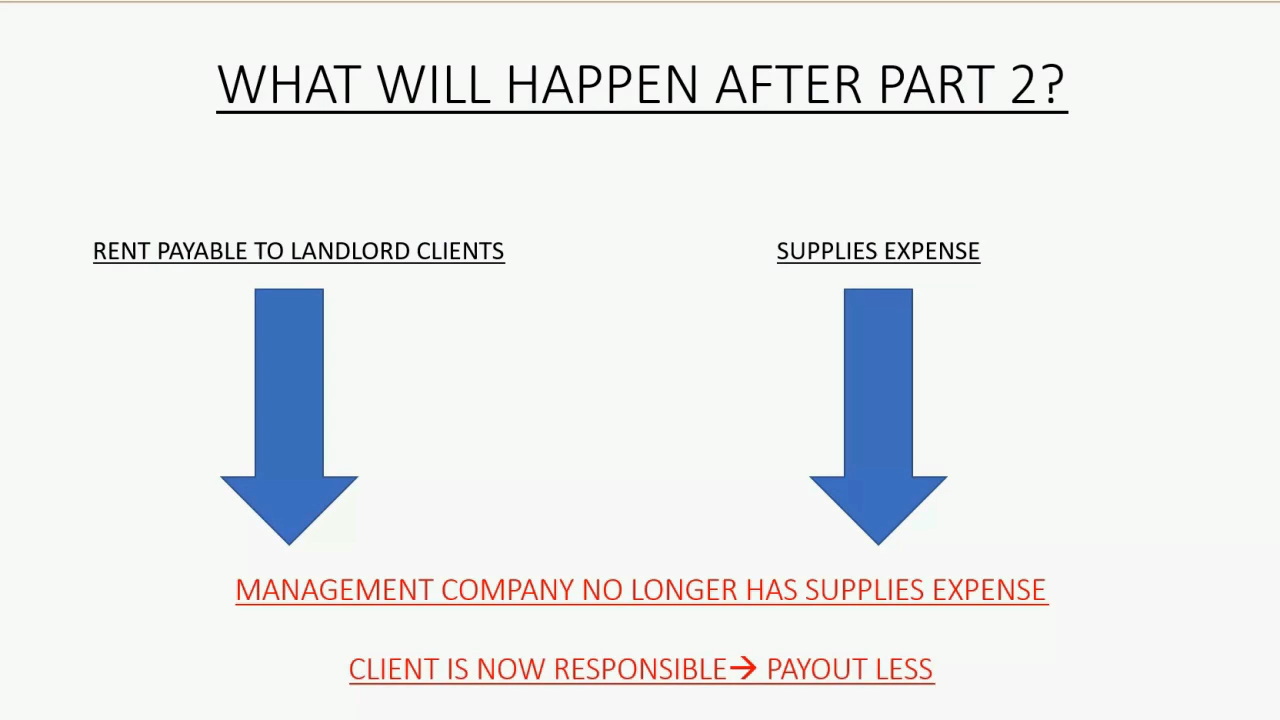 WHAT WILL HAPPEN AFTER PART 2?
RENT PAYABLE TO LANDLORD CLIENTS
SUPPLIES EXPENSE
MANAGEMENT COMPANY NO LONGER HAS SUPPLIES EXPENSE
CLIENT IS NOW RESPONSIBLE→ PAYOUT LESS